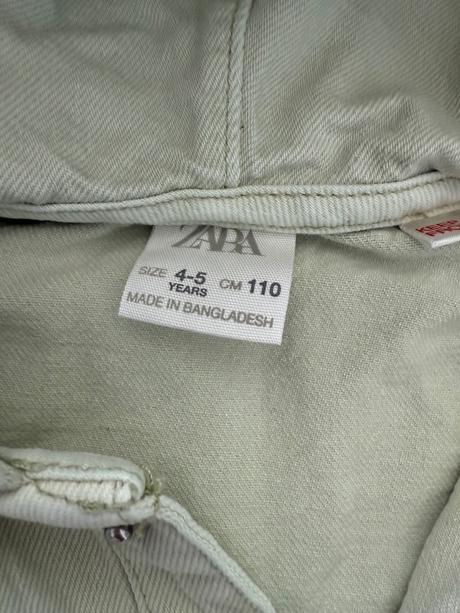 ZARA
SIZE 4-5 YEARS CM 110
MADE IN BANGLADESH